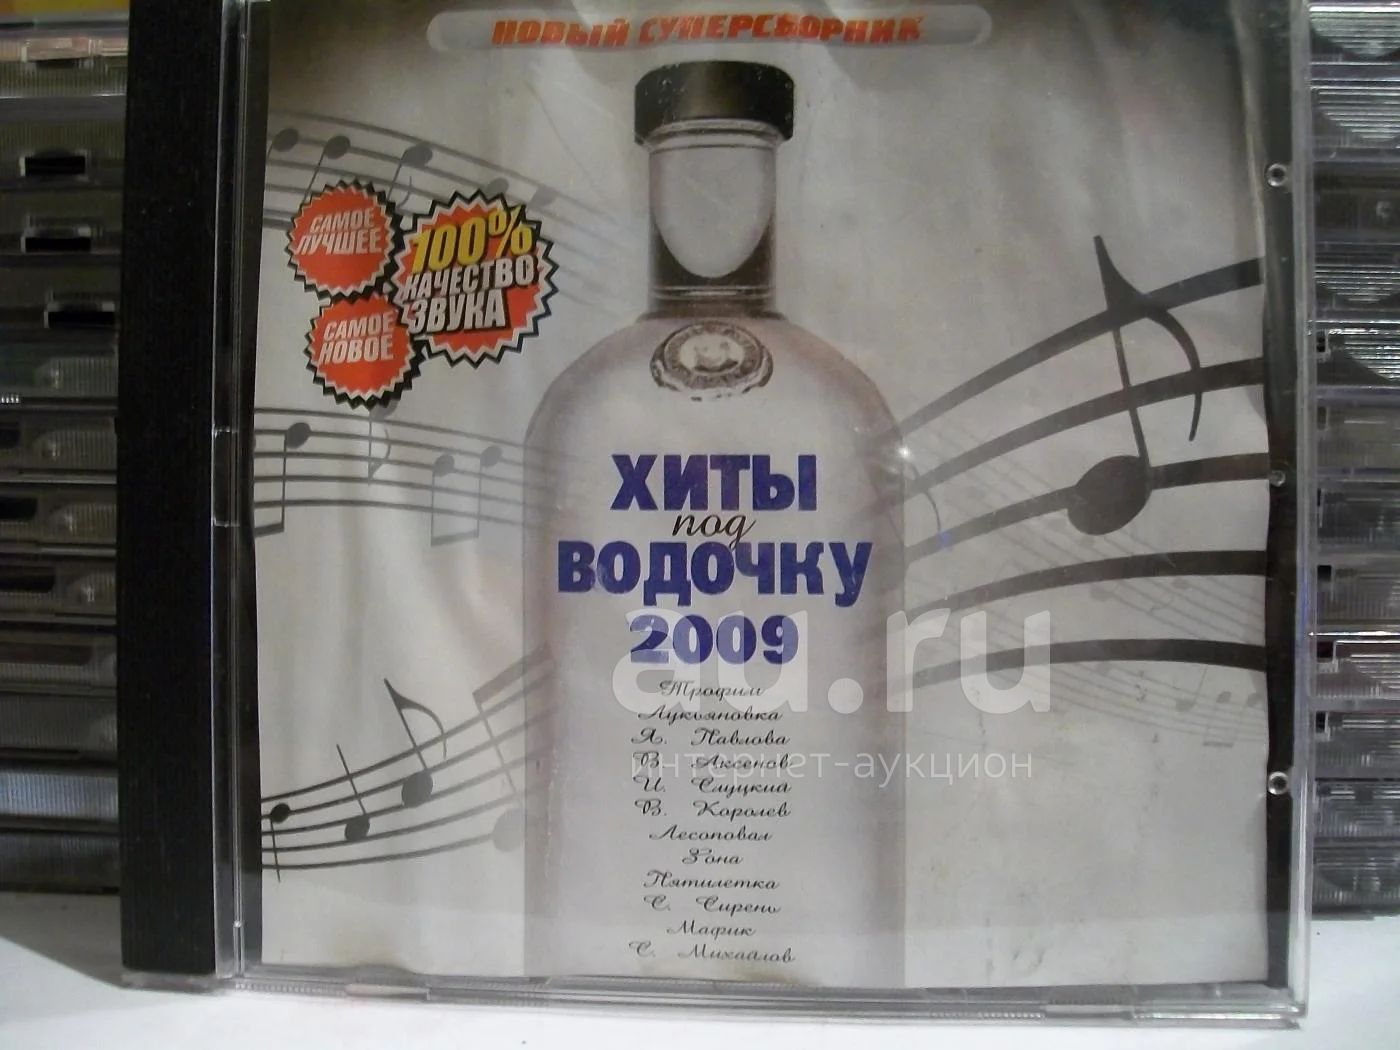 НОВЫЙ СУПЕРСБОРНИК
САМОЕ
ЛУЧШЕЕ
100%
КАЧЕСТВО
ЗВУКА
САМОЕ
НОВОЕ
ХИТЫ
под
ВОДОЧКУ
2009
au.ru
интернет-аукцион
Трофим
Лукьяновка
Я. Павлова
В. Аксенов
И. Слуцкий
В. Королев
Лесоповал
Зона
Пятилетка
С. Сирень
Мафик
С. Михайлов